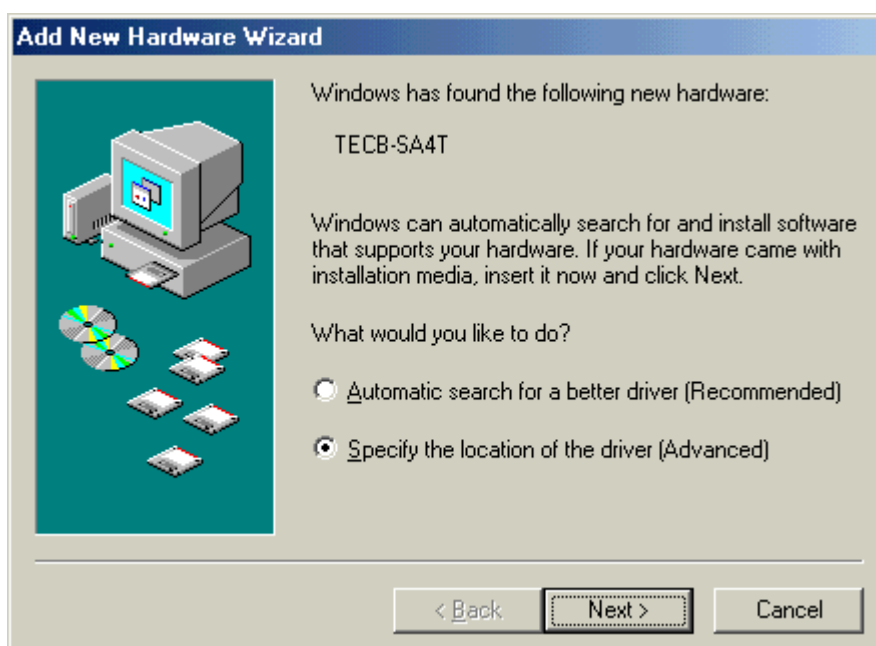 Add New Hardware Wizard
Windows has found the following new hardware:
TECB-SA4T
Windows can automatically search for and install software
that supports your hardware. If your hardware came with
installation media, insert it now and click Next.
What would you like to do?
Automatic search for a better driver (Recommended)
Specify the location of the driver (Advanced)
< Back
Next >
Cancel